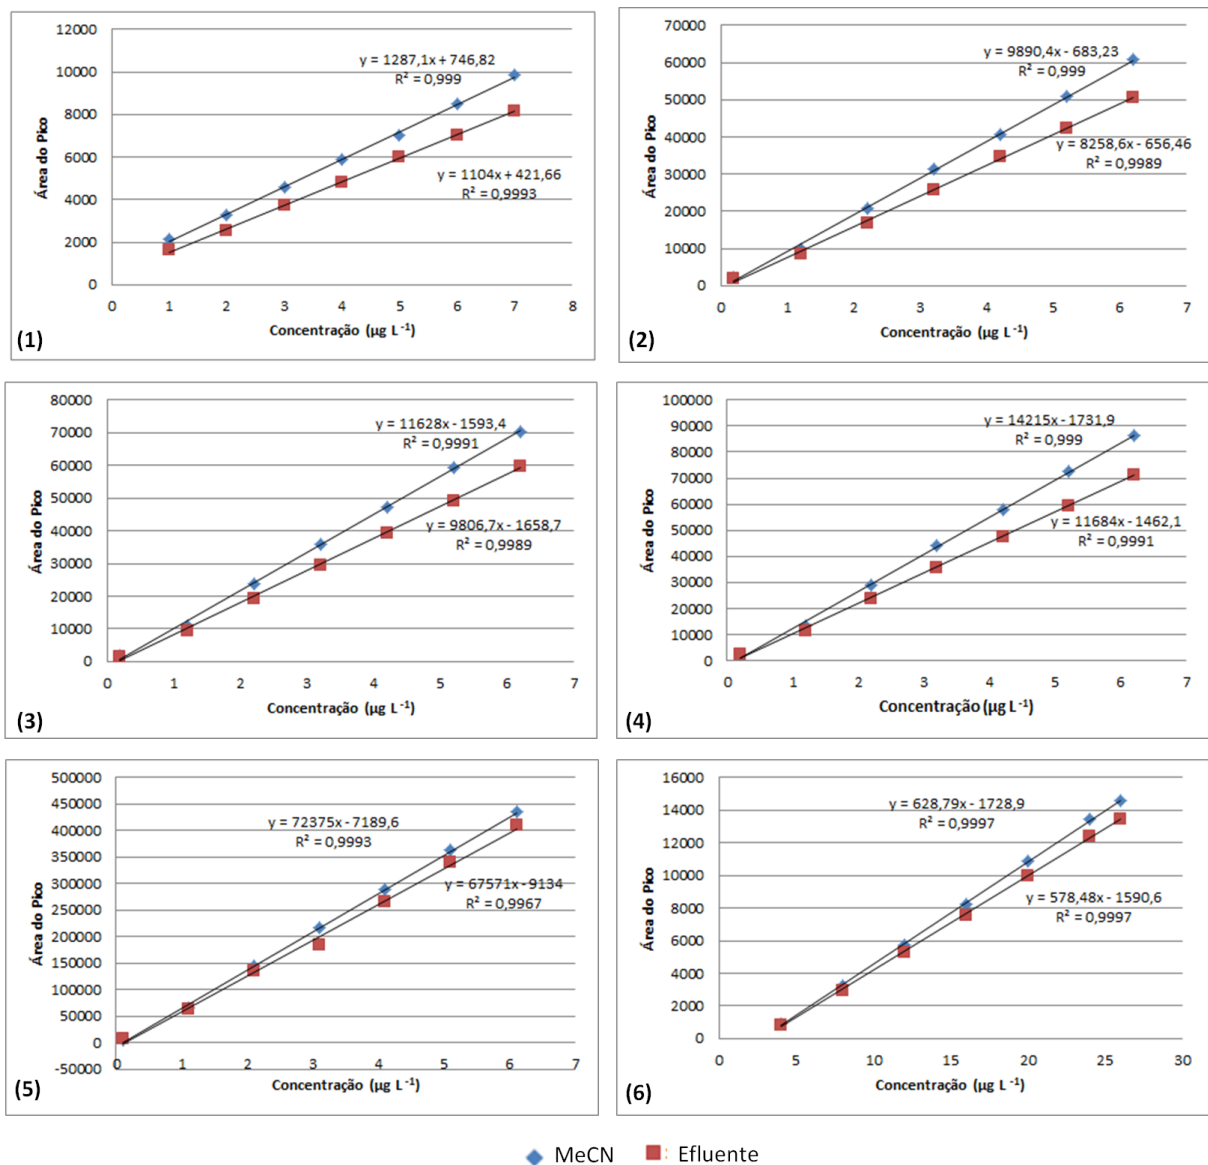 12000
10000
8000
6000
4000
2000
0
0 1 2 3 4 5 6 7 8
Área do Pico
Concentração (µg L⁻¹)
y = 1287,1x + 746,82
R² = 0,999
y = 1104x + 421,66
R² = 0,9993
(1)
70000
60000
50000
40000
30000
20000
10000
0
0 1 2 3 4 5 6 7
Área do Pico
Concentração (µg L⁻¹)
y = 9890,4x - 683,23
R² = 0,999
y = 8258,6x - 656,46
R² = 0,9989
(2)
80000
70000
60000
50000
40000
30000
20000
10000
0
0 1 2 3 4 5 6 7
Área do Pico
Concentração (µg L⁻¹)
y = 11628x - 1593,4
R² = 0,9991
y = 9806,7x - 1658,7
R² = 0,9989
(3)
100000
90000
80000
70000
60000
50000
40000
30000
20000
10000
0
0 1 2 3 4 5 6 7
Área do Pico
Concentração (µg L⁻¹)
y = 14215x - 1731,9
R² = 0,999
y = 11684x - 1462,1
R² = 0,9991
(4)
500000
450000
400000
350000
300000
250000
200000
150000
100000
50000
0
-50000
0 1 2 3 4 5 6 7
Área do Pico
Concentração (µg L⁻¹)
y = 72375x - 7189,6
R² = 0,9993
y = 67571x - 9134
R² = 0,9967
(5)
16000
14000
12000
10000
8000
6000
4000
2000
0
0 5 10 15 20 25 30
Área do Pico
Concentração (µg L⁻¹)
y = 628,79x - 1728,9
R² = 0,9997
y = 578,48x - 1590,6
R² = 0,9997
(6)
MeCN Efluente